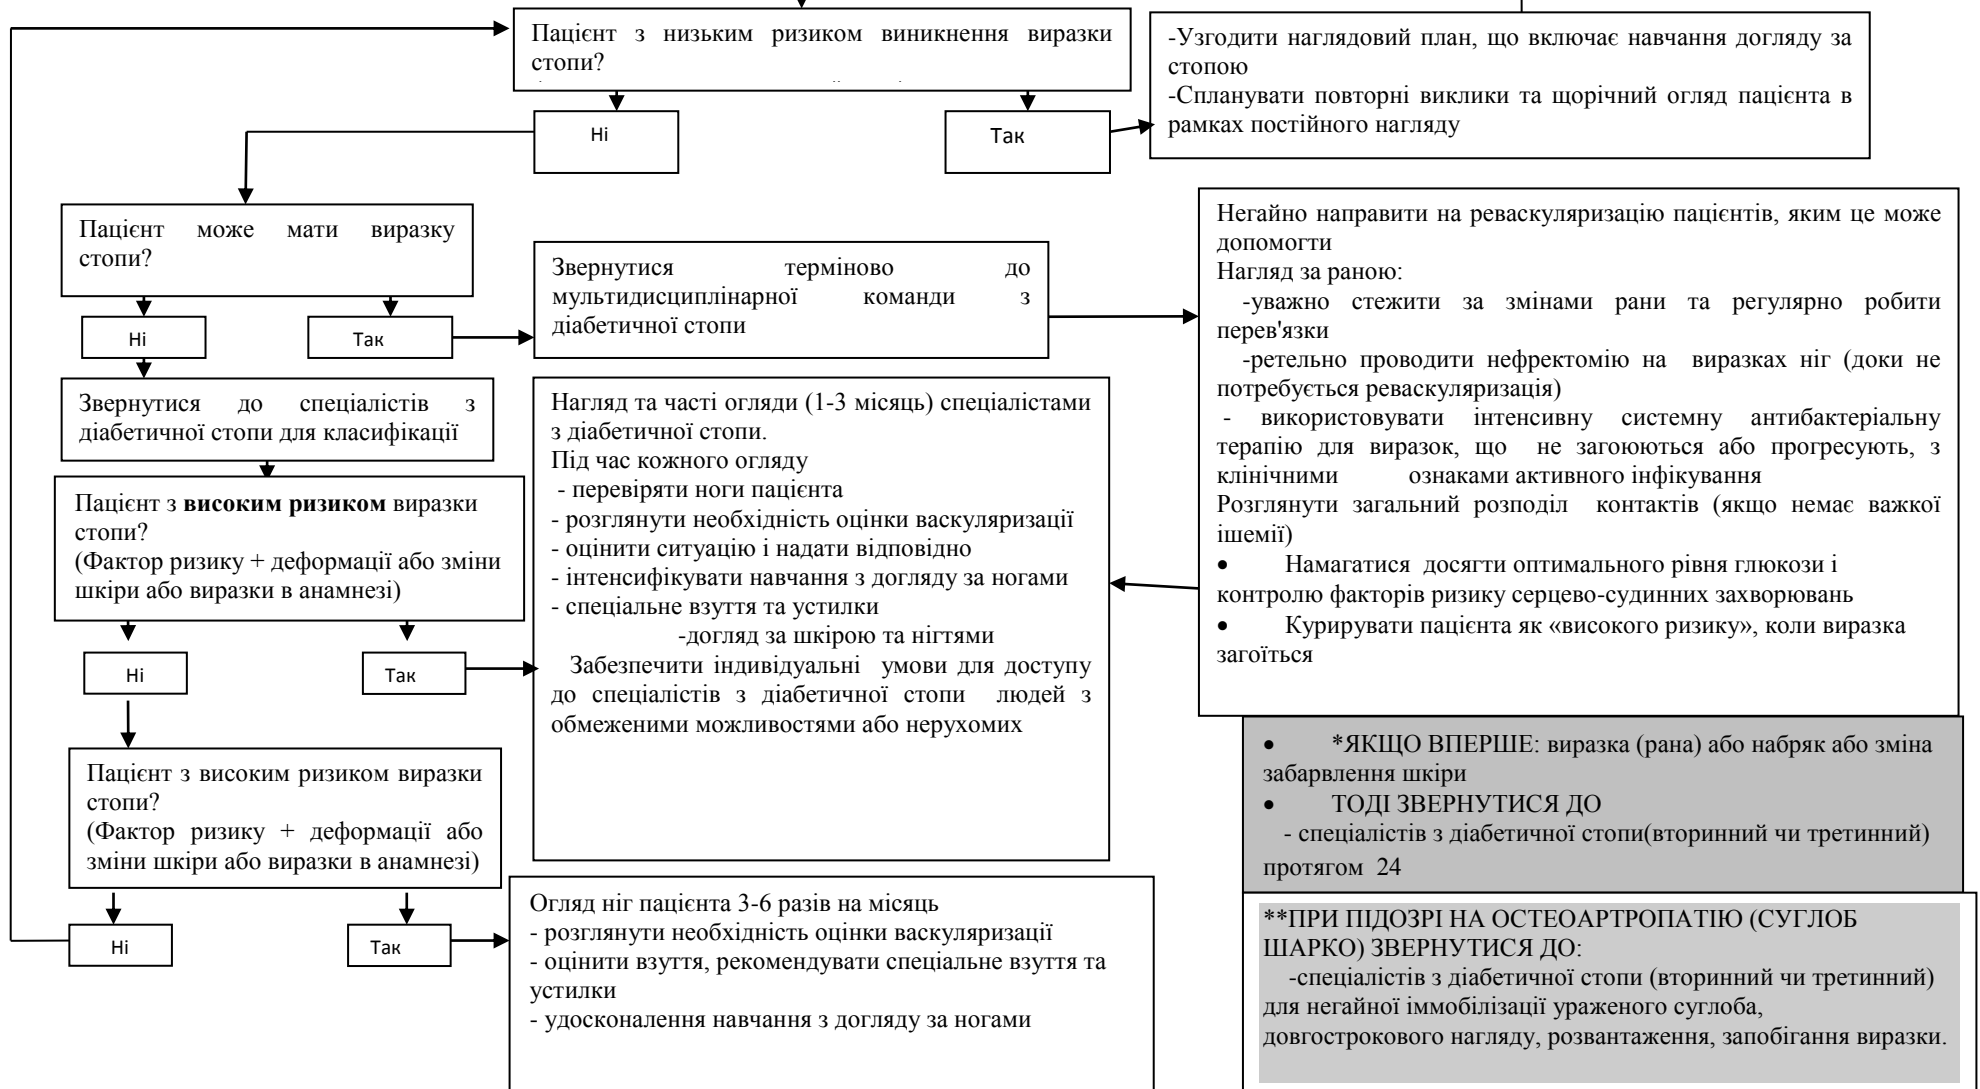 Пацієнт з низьким ризиком виникнення виразки
стопи?
-Узгодити наглядовий план, що включає навчання догляду за
стопою
-Спланувати повторні виклики та щорічний огляд пацієнта в
рамках постійного нагляду
Ні
Так
Пацієнт може мати виразку
стопи?
Ні
Так
Звернутися терміново до
мультидисциплінарної команди з
діабетичної стопи
Негайно направити на реваскуляризацію пацієнтів, яким це може
допомогти
Нагляд за раною:
-уважно стежити за змінами рани та регулярно робити
перев'язки
-ретельно проводити нефректомію на виразках ніг (доки не
потребується реваскуляризація)
- використовувати інтенсивну системну антибактеріальну
терапію для виразок, що не загоюються або прогресують, з
клінічними ознаками активного інфікування
Розглянути загальний розподіл контактів (якщо немає важкої
ішемії)
• Намагатися досягти оптимального рівня глюкози і
контролю факторів ризику серцево-судинних захворювань
• Курирувати пацієнта як «високого ризику», коли виразка
загоїться
Звернутися до спеціалістів з
діабетичної стопи для класифікації
Пацієнт з високим ризиком виразки
стопи?
(Фактор ризику + деформації або зміни
шкіри або виразки в анамнезі)
Ні
Так
Нагляд та часті огляди (1-3 місяць) спеціалістами
з діабетичної стопи.
Під час кожного огляду
- перевіряти ноги пацієнта
- розглянути необхідність оцінки васкуляризації
- оцінити ситуацію і надати відповідно
- інтенсифікувати навчання з догляду за ногами
- спеціальне взуття та устилки
-догляд за шкірою та нігтями
Забезпечити індивідуальні умови для доступу
до спеціалістів з діабетичної стопи людей з
обмеженими можливостями або нерухомих
Пацієнт з високим ризиком виразки
стопи?
(Фактор ризику + деформації або
зміни шкіри або виразки в анамнезі)
Ні
Так
Огляд ніг пацієнта 3-6 разів на місяць
- розглянути необхідність оцінки васкуляризації
- оцінити взуття, рекомендувати спеціальне взуття та
устилки
- удосконалення навчання з догляду за ногами
• *ЯКЩО ВПЕРШЕ: виразка (рана) або набряк або зміна
забарвлення шкіри
• ТОДІ ЗВЕРНУТИСЯ ДО
- спеціалістів з діабетичної стопи(вторинний чи третинний)
протягом 24
**ПРИ ПІДОЗРІ НА ОСТЕОАРТРОПАТІЮ (СУГЛОБ
ШАРКО) ЗВЕРНУТИСЯ ДО:
-спеціалістів з діабетичної стопи (вторинний чи третинний)
для негайної іммобілізації ураженого суглоба,
довгострокового нагляду, розвантаження, запобігання виразки.